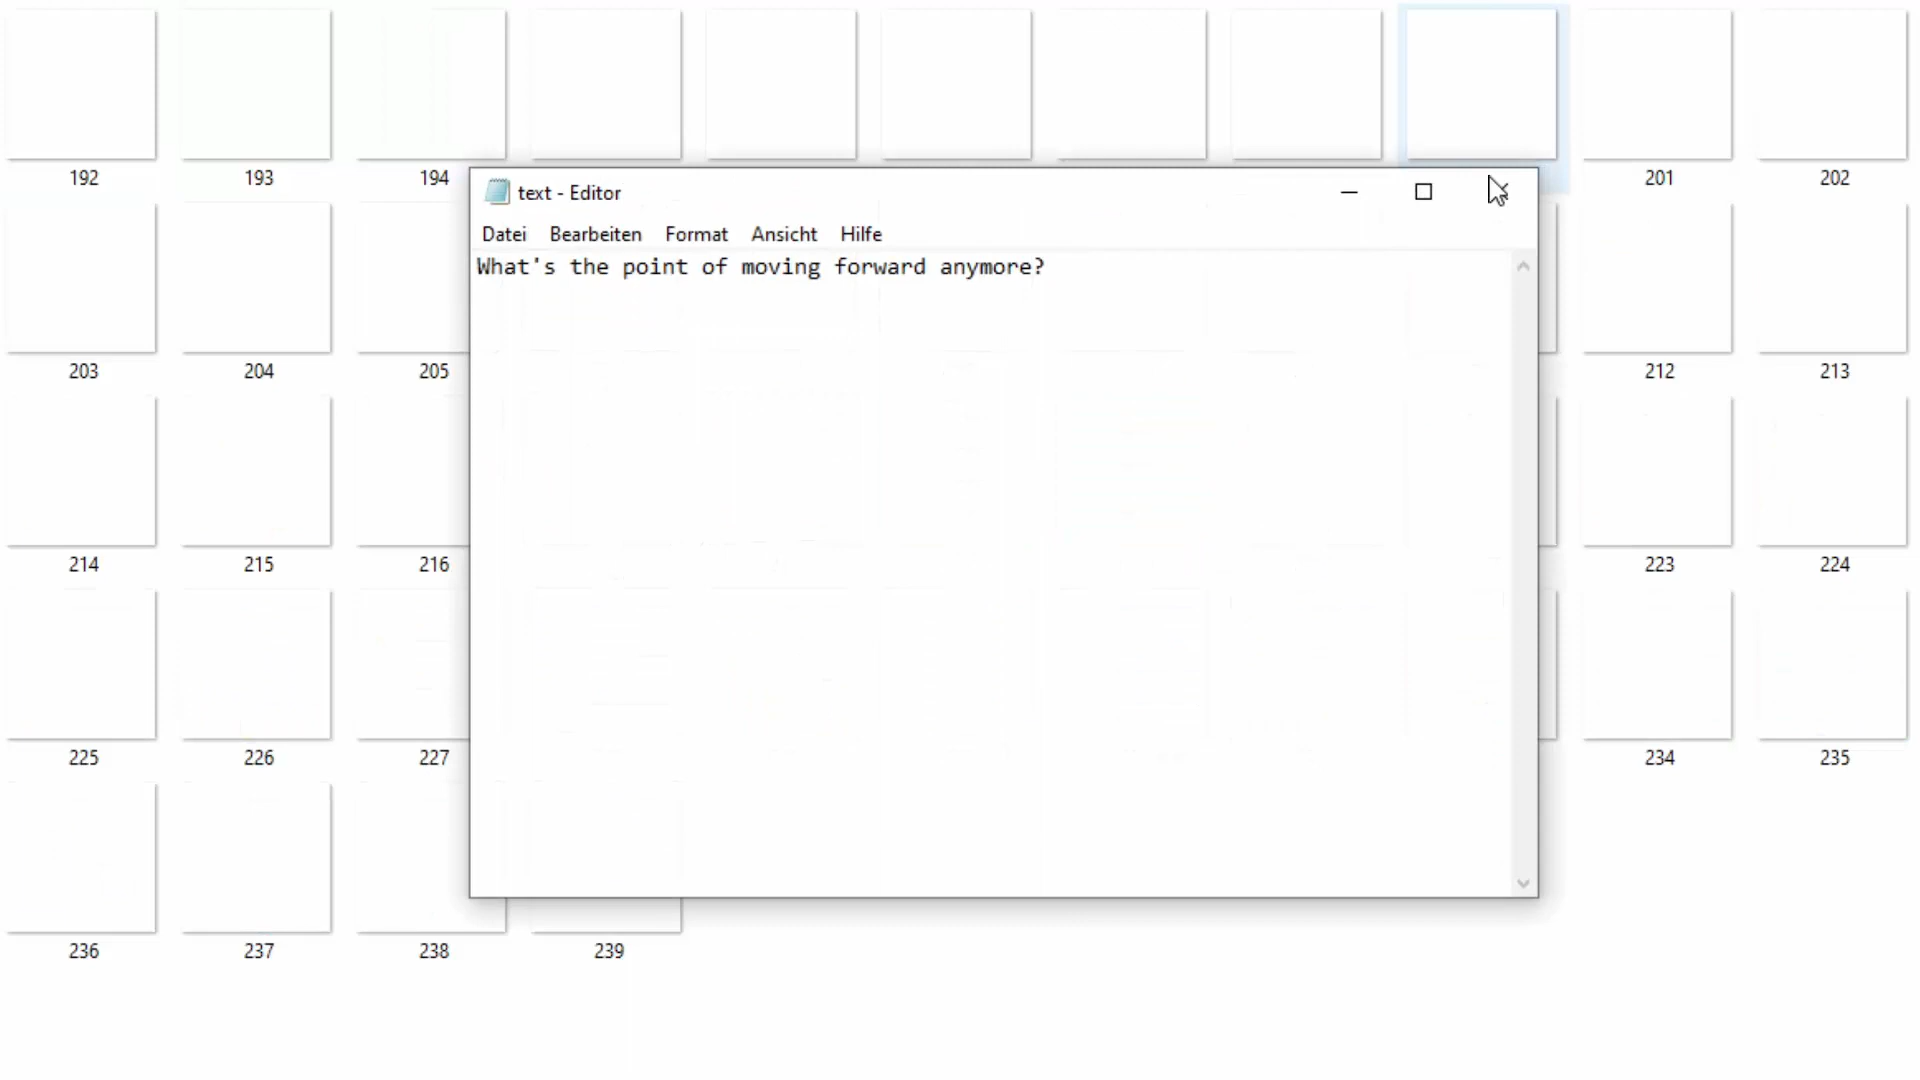 192 193 194 201 202
text - Editor
Datei Bearbeiten Format Ansicht Hilfe
What's the point of moving forward anymore?
203 204 205 212 213
214 215 216 223 224
225 226 227 234 235
236 237 238 239